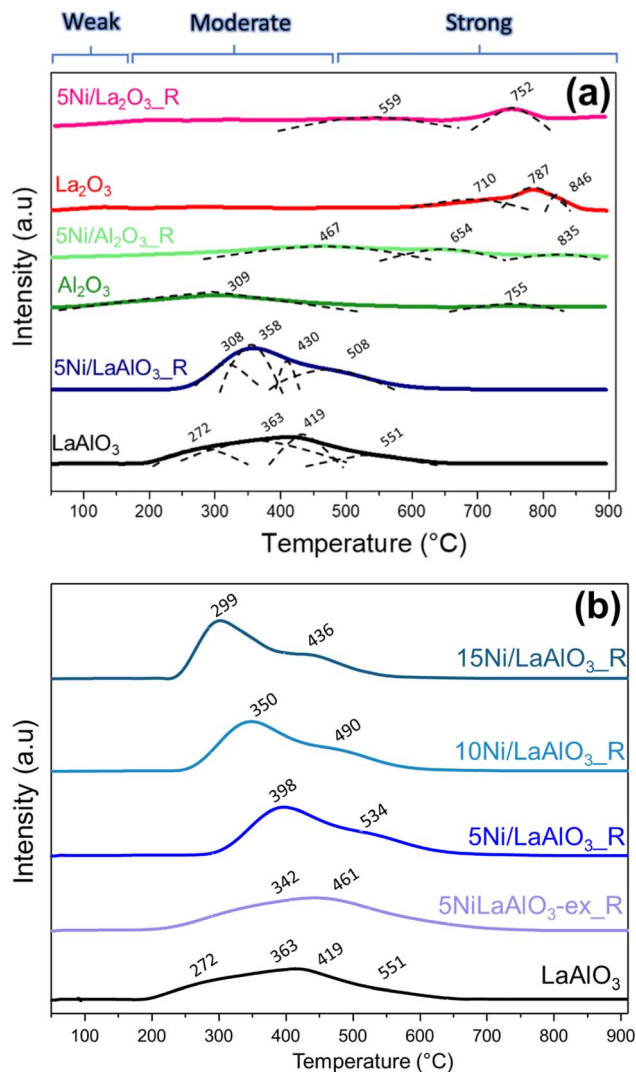 Weak Moderate Strong
(a)
5Ni/La₂O₃_R
559
752
La₂O₃
710
787
846
5Ni/Al₂O₃_R
467
654
835
Al₂O₃
309
755
5Ni/LaAlO₃_R
308
358
430
508
LaAlO₃
272
363
419
551
Intensity (a.u)
100 200 300 400 500 600 700 800 900
Temperature (°C)
(b)
299
436
15Ni/LaAlO₃_R
350
490
10Ni/LaAlO₃_R
398
534
5Ni/LaAlO₃_R
342
461
5NiLaAlO₃-ex_R
272
363
419
551
LaAlO₃
Intensity (a.u)
100 200 300 400 500 600 700 800 900
Temperature (°C)